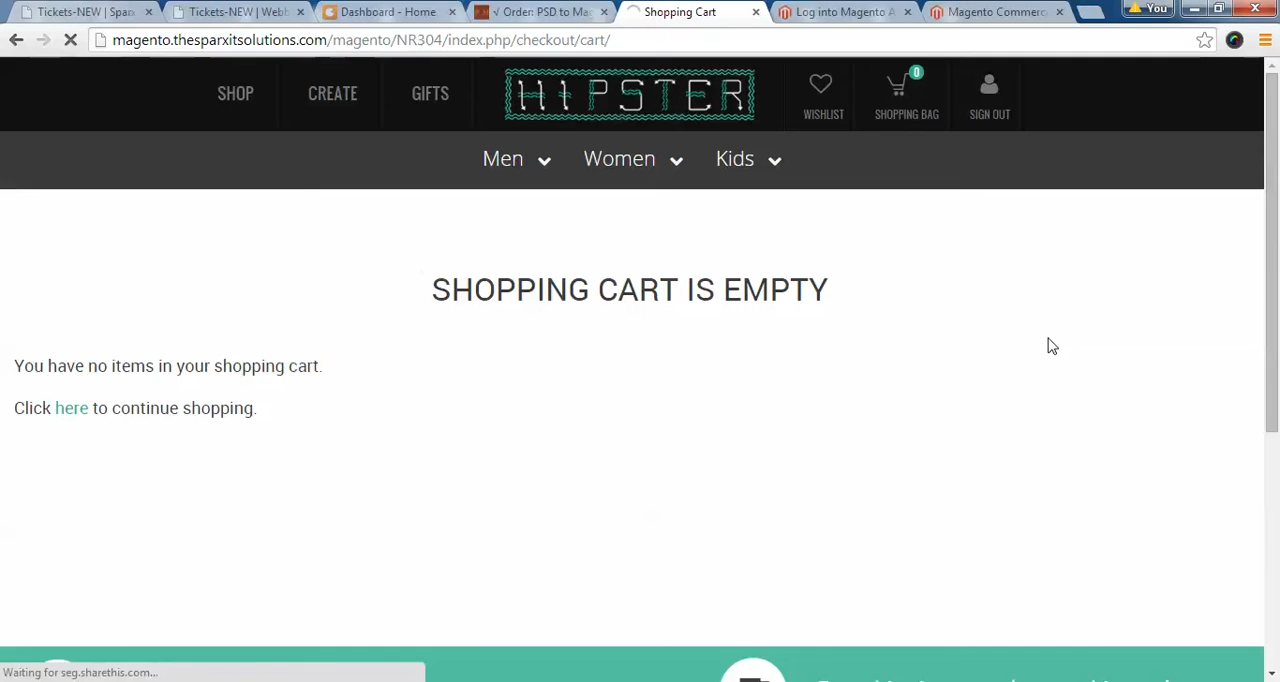 Tickets-NEW | Spar
Tickets-NEW | Webb
Dashboard - Home
√ Order: PSD to Ma
Shopping Cart
Log into Magento A
Magento Commerc
You
magento.thesparxitsolutions.com/magento/NR304/index.php/checkout/cart/
SHOP
CREATE
GIFTS
HIPSTER
WISHLIST
0
SHOPPING BAG
SIGN OUT
Men
Women
Kids
SHOPPING CART IS EMPTY
You have no items in your shopping cart.
Click here to continue shopping.
Waiting for seg.sharethis.com...